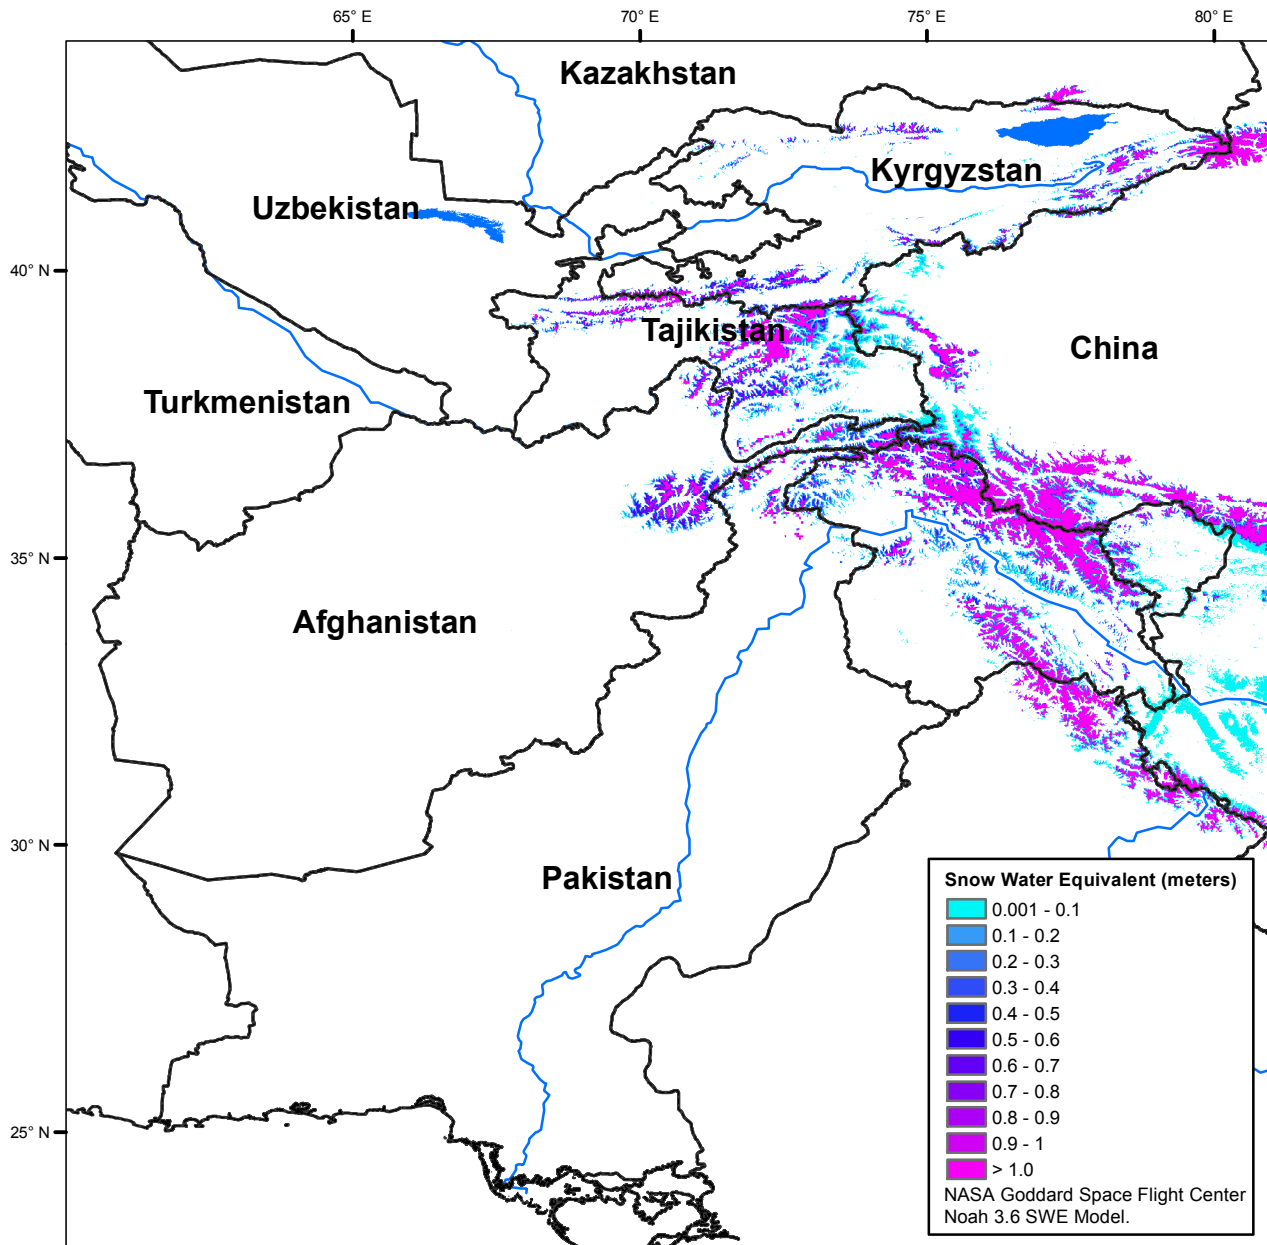 65° E
70° E
75° E
80° E
Kazakhstan
Kyrgyzstan
Uzbekistan
40° N
Tajikistan
China
Turkmenistan
35° N
Afghanistan
30° N
Pakistan
25° N
Snow Water Equivalent (meters)
0.001 - 0.1
0.1 - 0.2
0.2 - 0.3
0.3 - 0.4
0.4 - 0.5
0.5 - 0.6
0.6 - 0.7
0.7 - 0.8
0.8 - 0.9
0.9 - 1
> 1.0
NASA Goddard Space Flight Center
Noah 3.6 SWE Model.